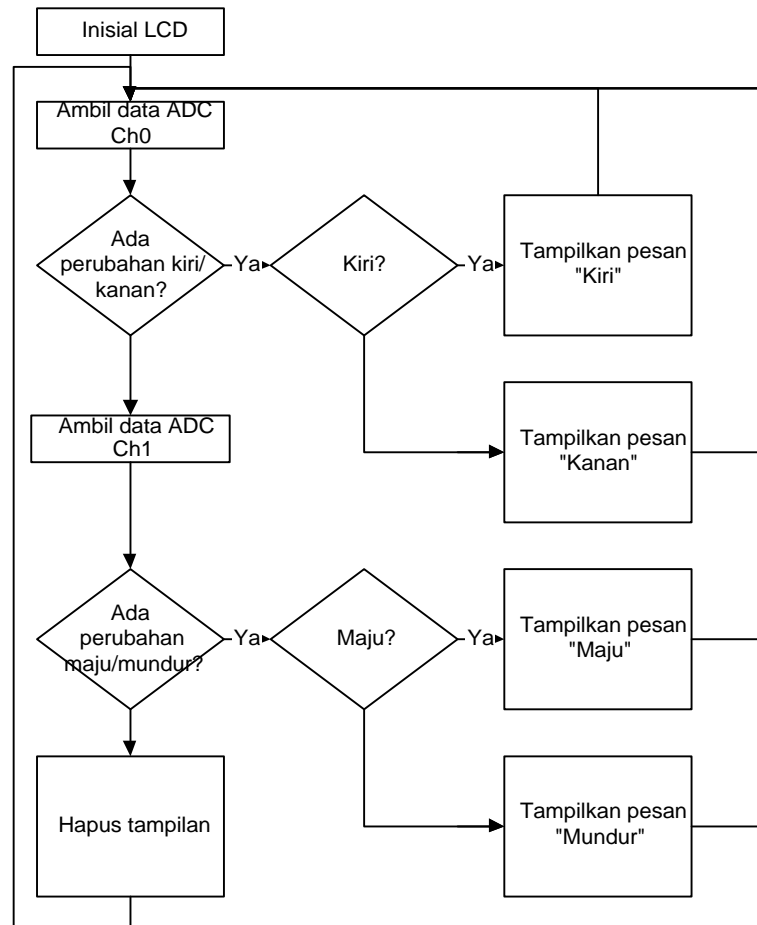 Inisial LCD
Ambil data ADC
Ch0
Ada
perubahan kiri/
kanan?
Ya
Kiri?
Ya
Tampilkan pesan
"Kiri"
Tampilkan pesan
"Kanan"
Ambil data ADC
Ch1
Ada
perubahan
maju/mundur?
Ya
Maju?
Ya
Tampilkan pesan
"Maju"
Tampilkan pesan
"Mundur"
Hapus tampilan